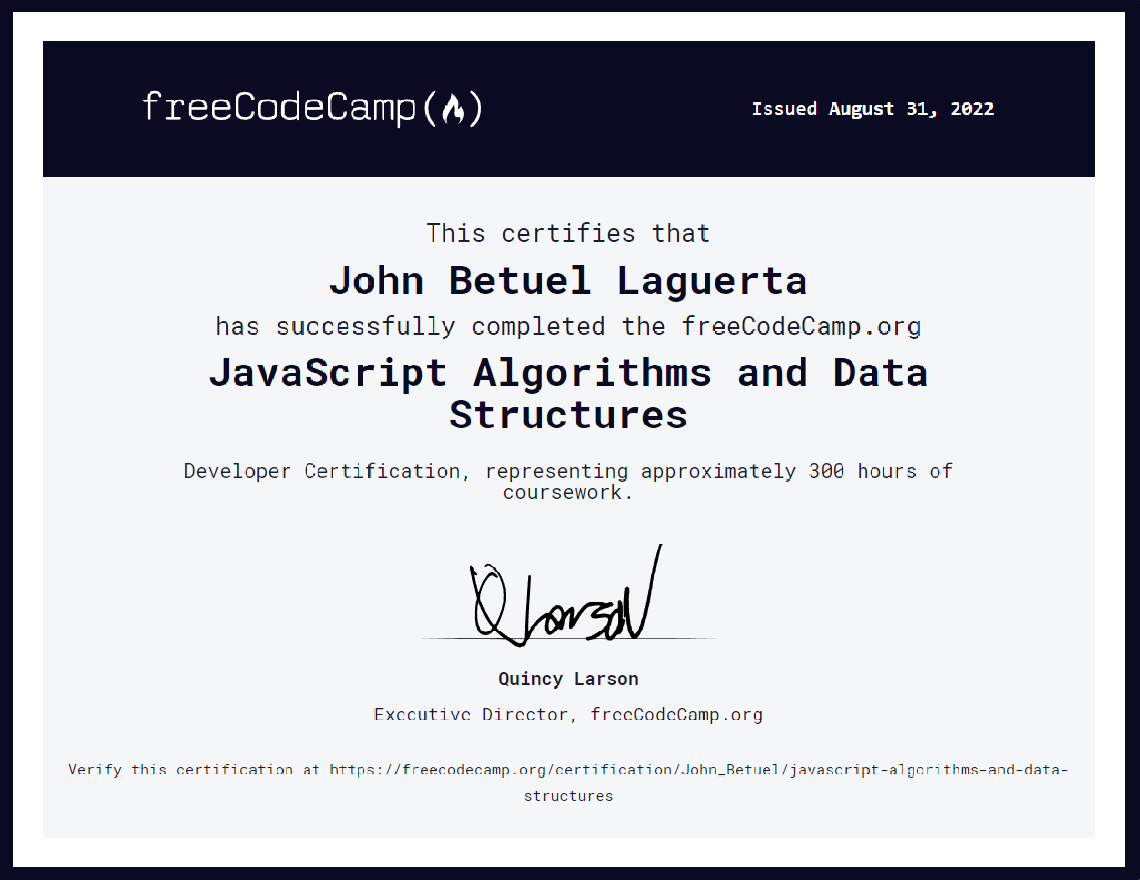 freeCodeCamp(🔥)
Issued August 31, 2022
This certifies that
John Betuel Laguerta
has successfully completed the freeCodeCamp.org
JavaScript Algorithms and Data
Structures
Developer Certification, representing approximately 300 hours of
coursework.
Q Larson
Quincy Larson
Executive Director, freeCodeCamp.org
Verify this certification at https://freecodecamp.org/certification/John_Betuel/javascript-algorithms-and-data-
structures